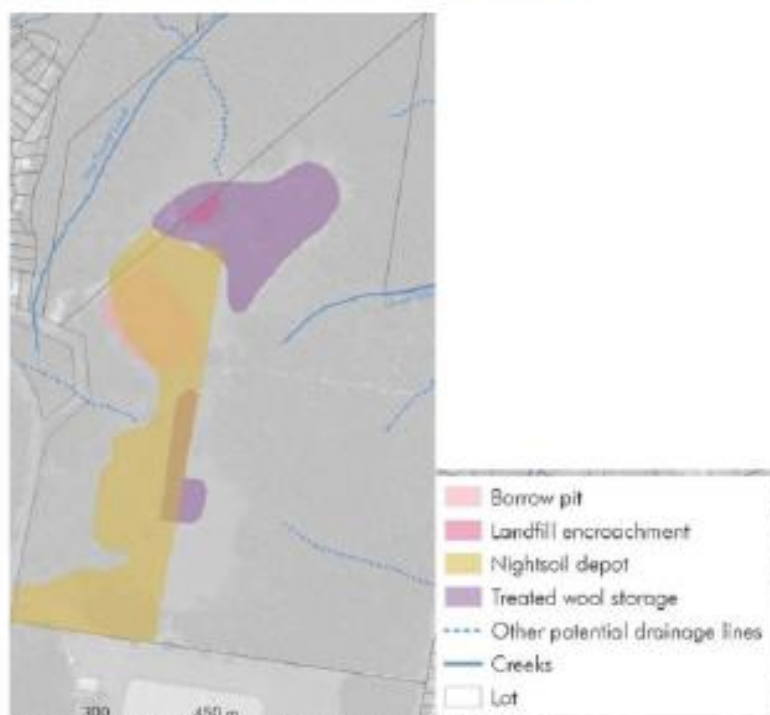 Borrow pit
Landfill encroachment
Nightsoil depot
Treated wool storage
Other potential drainage lines
Creeks
Lot
300 450 m